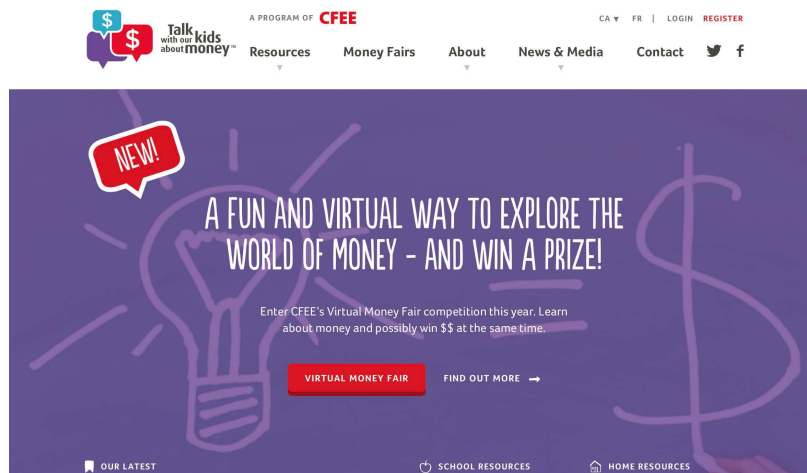 A PROGRAM OF CFEE
CA ▼ FR | LOGIN REGISTER
$ $
Talk
with our kids
about money™
Resources Money Fairs About News & Media Contact
NEW!
A FUN AND VIRTUAL WAY TO EXPLORE THE
WORLD OF MONEY - AND WIN A PRIZE!
Enter CFEE's Virtual Money Fair competition this year. Learn
about money and possibly win $$ at the same time.
VIRTUAL MONEY FAIR FIND OUT MORE →
OUR LATEST SCHOOL RESOURCES HOME RESOURCES